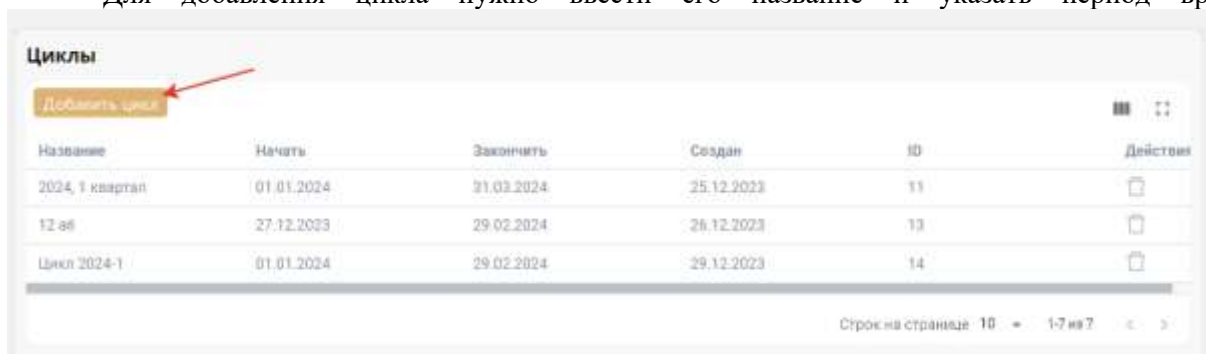 Для добавления цикла нужно ввести его название и указать период
Циклы
Добавить цикл
Название Начать Закончить Создан ID Действия
2024, 1 квартал 01.01.2024 31.03.2024 25.12.2023 11
12 аб 27.12.2023 29.02.2024 26.12.2023 13
Цикл 2024-1 01.01.2024 29.02.2024 29.12.2023 14
Строк на странице 10 1-7 из 7